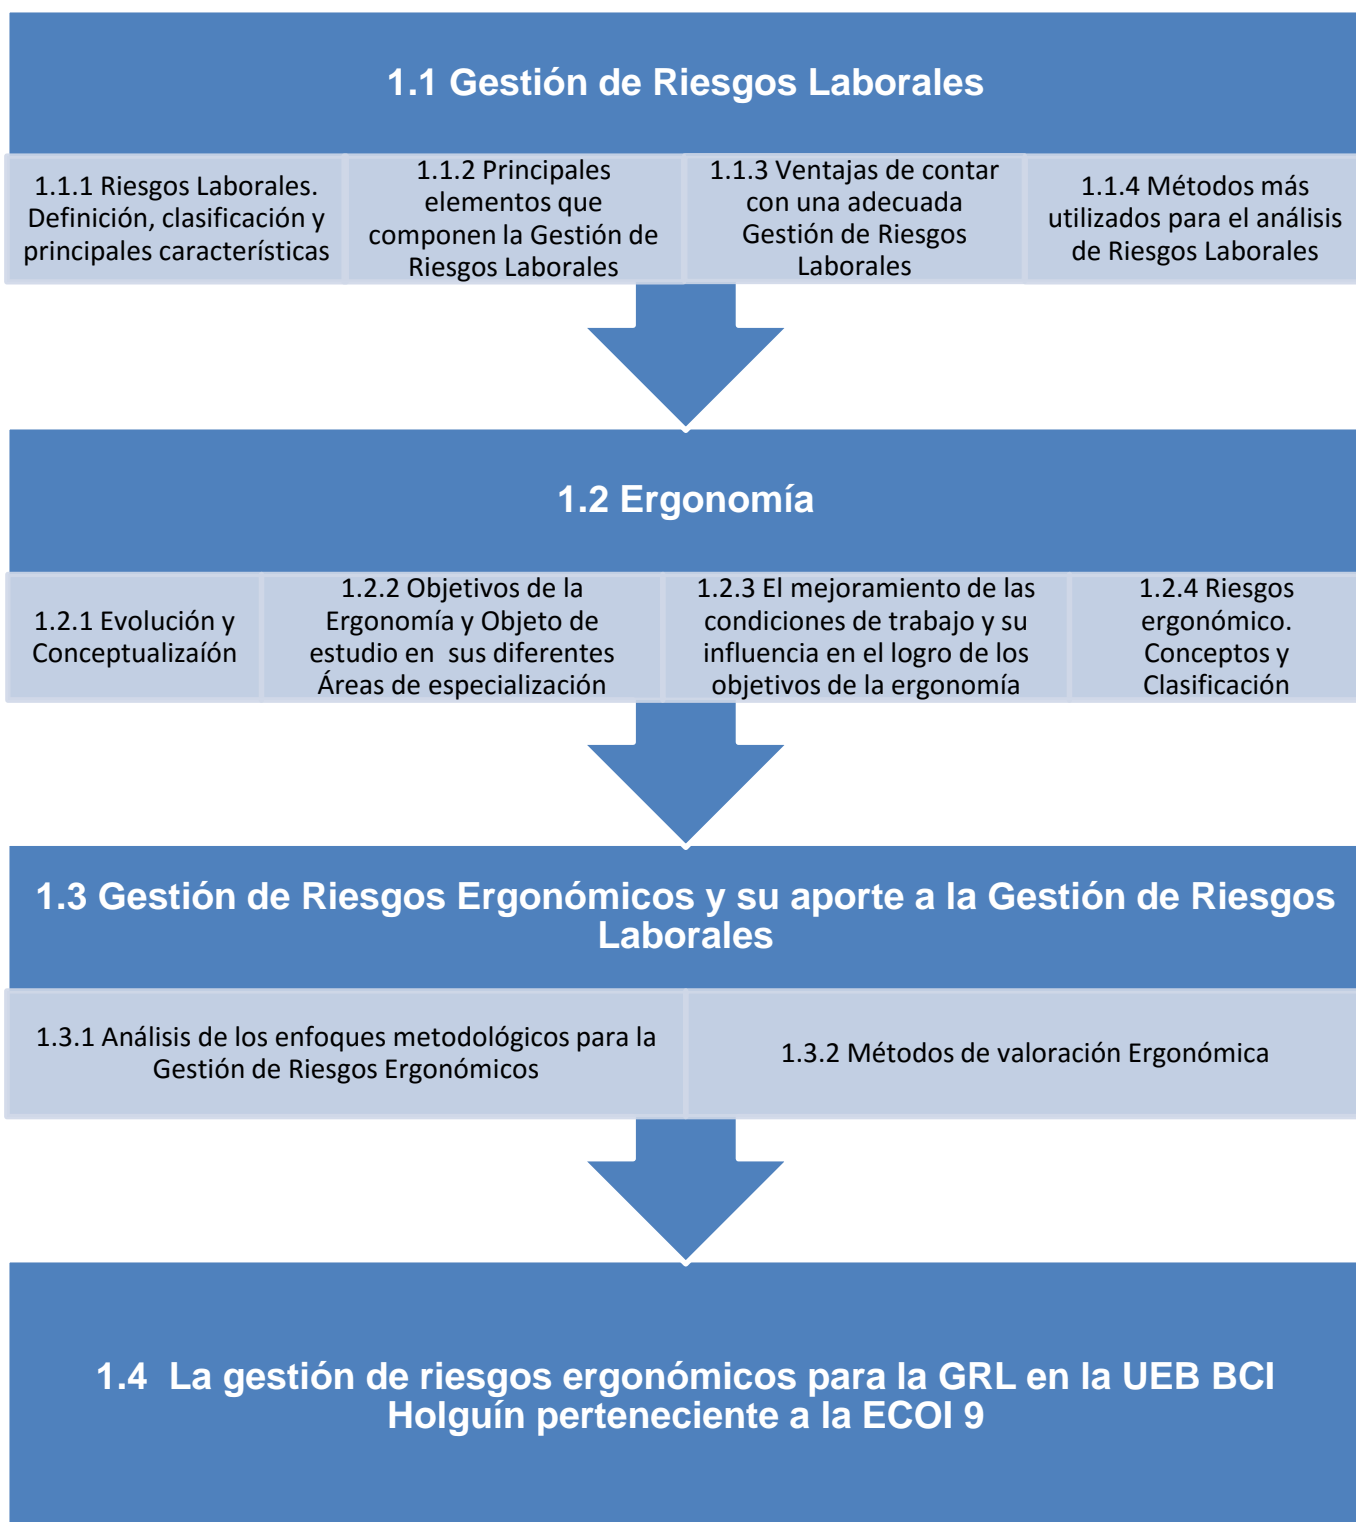 1.1 Gestión de Riesgos Laborales
1.1.1 Riesgos Laborales.
Definición, clasificación y
principales características
1.1.2 Principales
elementos que
componen la Gestión de
Riesgos Laborales
1.1.3 Ventajas de contar
con una adecuada
Gestión de Riesgos
Laborales
1.1.4 Métodos más
utilizados para el análisis
de Riesgos Laborales
1.2 Ergonomía
1.2.1 Evolución y
Conceptualizaíón
1.2.2 Objetivos de la
Ergonomía y Objeto de
estudio en sus diferentes
Áreas de especialización
1.2.3 El mejoramiento de las
condiciones de trabajo y su
influencia en el logro de los
objetivos de la ergonomía
1.2.4 Riesgos
ergonómico.
Conceptos y
Clasificación
1.3 Gestión de Riesgos Ergonómicos y su aporte a la Gestión de Riesgos
Laborales
1.3.1 Análisis de los enfoques metodológicos para la
Gestión de Riesgos Ergonómicos
1.3.2 Métodos de valoración Ergonómica
1.4 La gestión de riesgos ergonómicos para la GRL en la UEB BCI
Holguín perteneciente a la ECOI 9